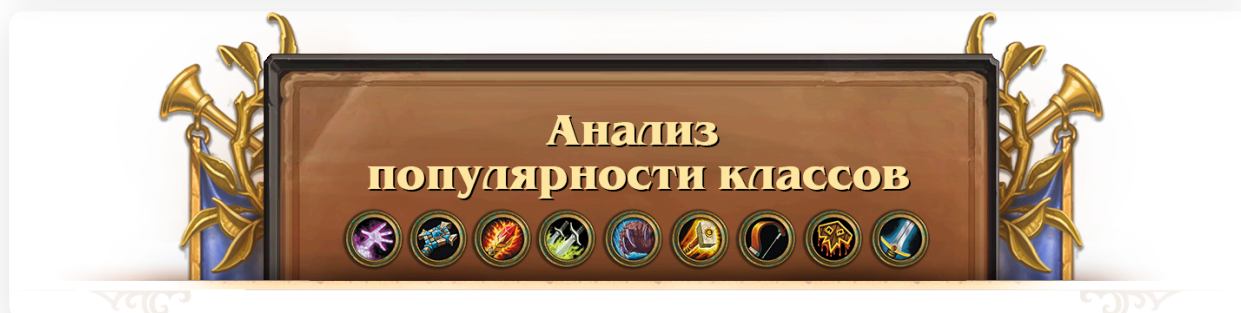 Анализ
популярности классов